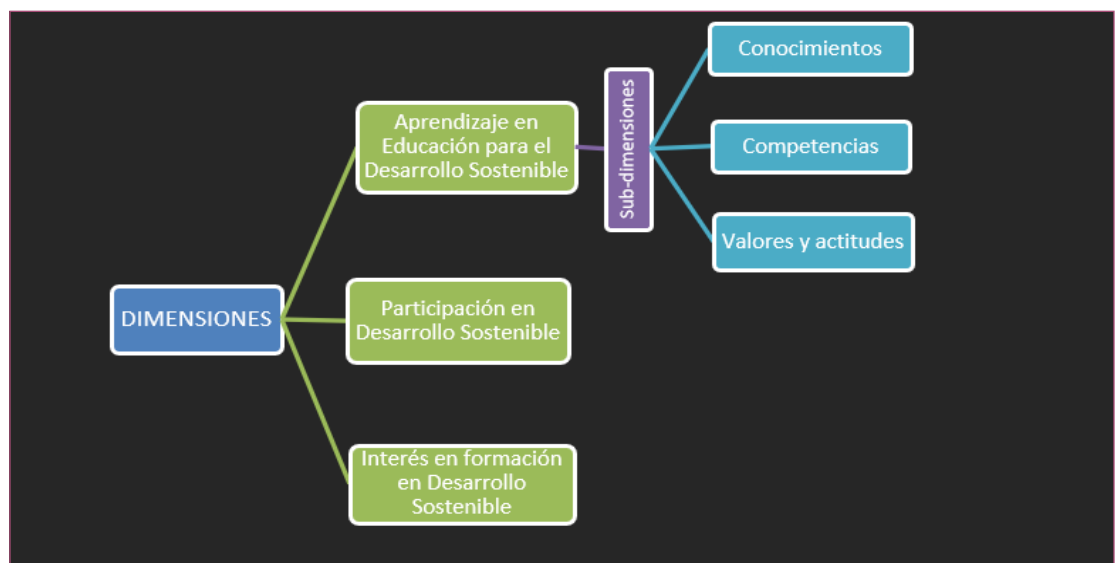 DIMENSIONES
Aprendizaje en
Educación para el
Desarrollo Sostenible
Sub-dimensiones
Conocimientos
Competencias
Valores y actitudes
Participación en
Desarrollo Sostenible
Interés en formación
en Desarrollo
Sostenible